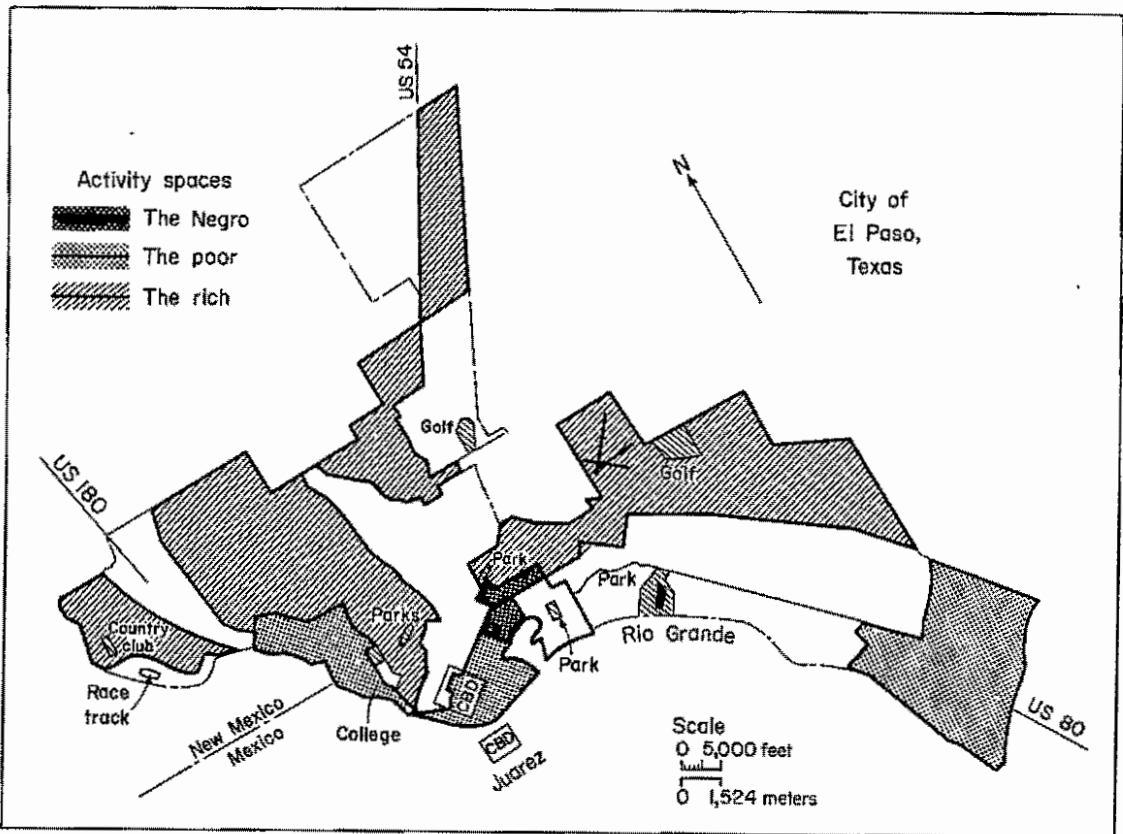 US 54
Activity spaces
The Negro
The poor
The rich
N
City of
El Paso,
Texas
Golf
Golf
US 180
Park
Parks
Park
Country
club
Rio Grande
Park
Race
track
CBD
New Mexico
Mexico
College
CBD
Juarez
US 80
Scale
0 5,000 feet
0 1,524 meters